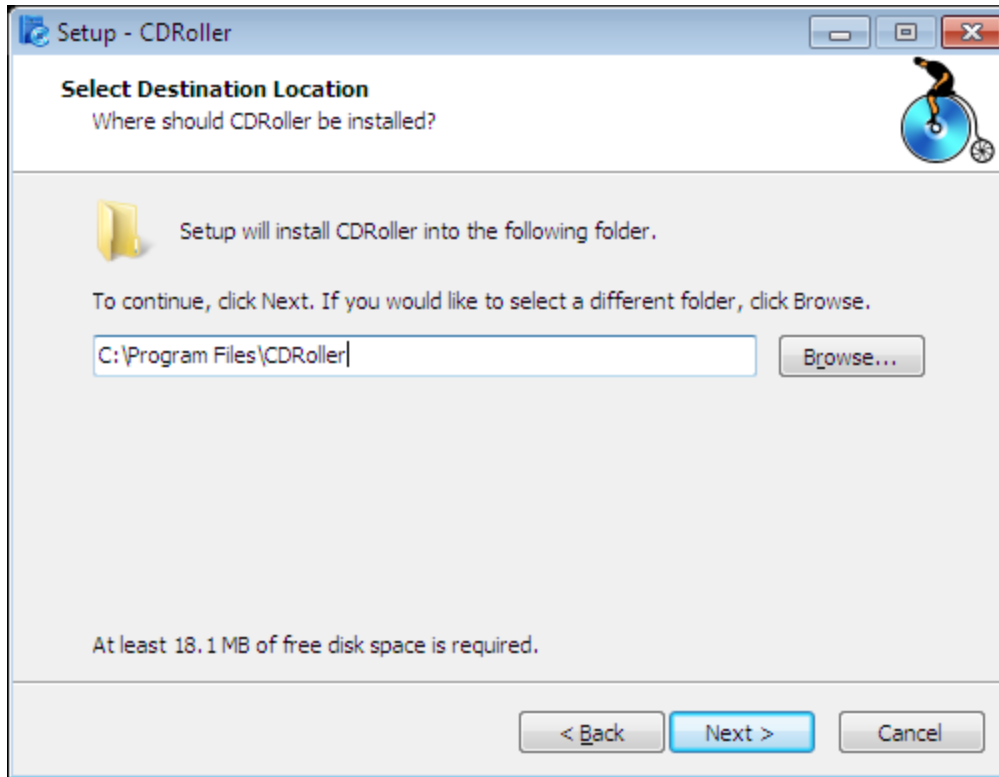 Setup - CDRoller
Select Destination Location
Where should CDRoller be installed?
Setup will install CDRoller into the following folder.
To continue, click Next. If you would like to select a different folder, click Browse.
C:\Program Files\CDRoller
Browse...
At least 18.1 MB of free disk space is required.
< Back
Next >
Cancel